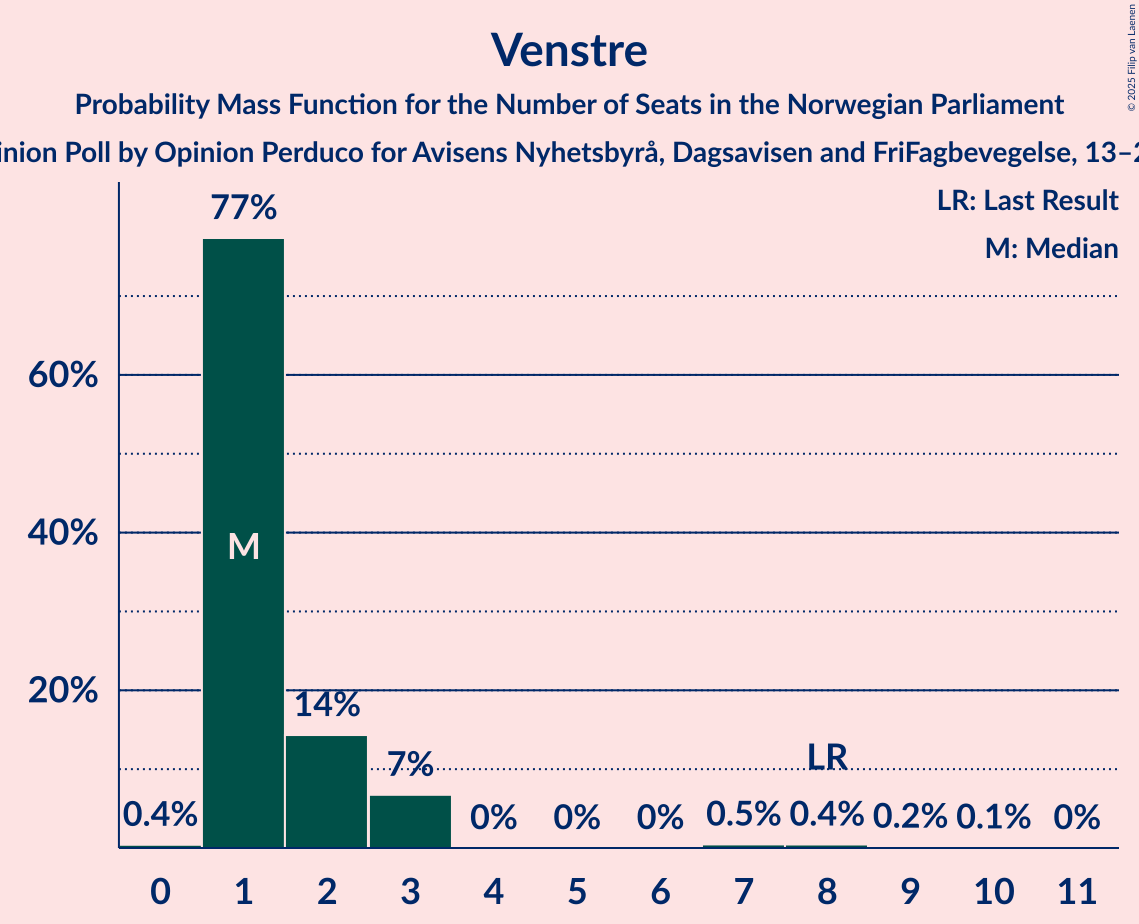 Venstre
Probability Mass Function for the Number of Seats in the Norwegian Parliament
Poll by Opinion Perduco for Avisens Nyhetsbyrå, Dagsavisen and FriFagbevegelse,
LR: Last Result
M: Median
77%
60%
40%
M
20%
14%
7%
LR
0.4% 0% 0% 0% 0.5% 0.4% 0.2% 0.1% 0%
0 1 2 3 4 5 6 7 8 9 10 11
© 2025 Filip van Laenen